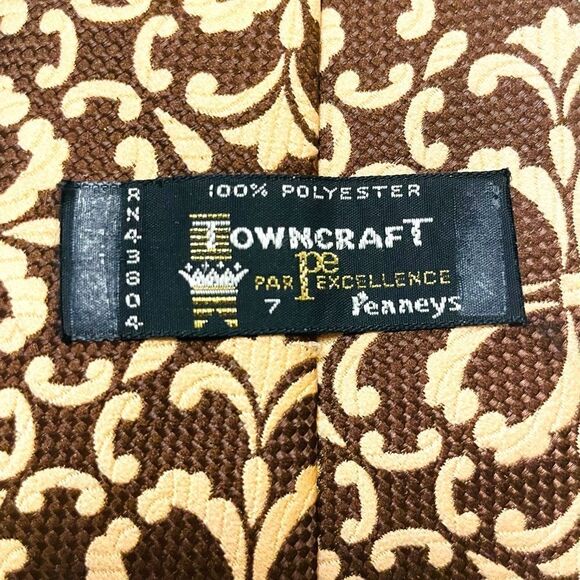 100% POLYESTER
RN43604
TOWNCRAFT
pe
PAR EXCELLENCE
7 Penneys